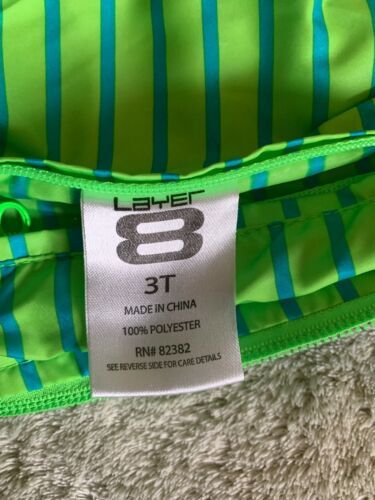 LAYER
8
3T
MADE IN CHINA
100% POLYESTER
RN# 82382
SEE REVERSE SIDE FOR CARE DETAILS